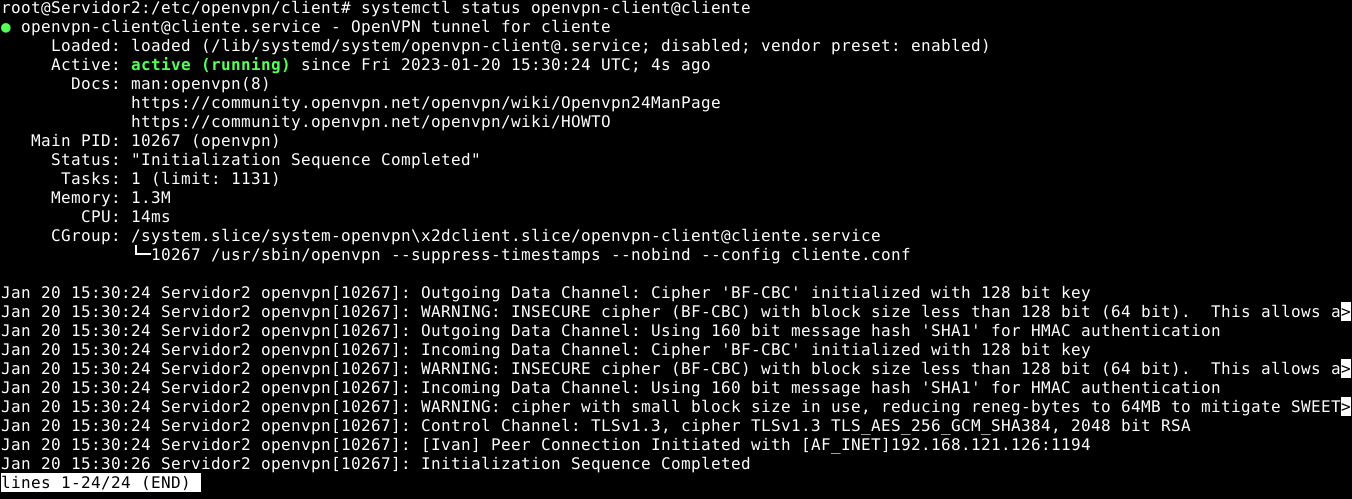 root@Servidor2:/etc/openvpn/client# systemctl status openvpn-client@cliente
● openvpn-client@cliente.service - OpenVPN tunnel for cliente
     Loaded: loaded (/lib/systemd/system/openvpn-client@.service; disabled; vendor preset: enabled)
     Active: active (running) since Fri 2023-01-20 15:30:24 UTC; 4s ago
       Docs: man:openvpn(8)
             https://community.openvpn.net/openvpn/wiki/Openvpn24ManPage
             https://community.openvpn.net/openvpn/wiki/HOWTO
   Main PID: 10267 (openvpn)
     Status: "Initialization Sequence Completed"
      Tasks: 1 (limit: 1131)
     Memory: 1.3M
        CPU: 14ms
     CGroup: /system.slice/system-openvpn\x2dclient.slice/openvpn-client@cliente.service
             └─10267 /usr/sbin/openvpn --suppress-timestamps --nobind --config cliente.conf

Jan 20 15:30:24 Servidor2 openvpn[10267]: Outgoing Data Channel: Cipher 'BF-CBC' initialized with 128 bit key
Jan 20 15:30:24 Servidor2 openvpn[10267]: WARNING: INSECURE cipher (BF-CBC) with block size less than 128 bit (64 bit).  This allows a>
Jan 20 15:30:24 Servidor2 openvpn[10267]: Outgoing Data Channel: Using 160 bit message hash 'SHA1' for HMAC authentication
Jan 20 15:30:24 Servidor2 openvpn[10267]: Incoming Data Channel: Cipher 'BF-CBC' initialized with 128 bit key
Jan 20 15:30:24 Servidor2 openvpn[10267]: WARNING: INSECURE cipher (BF-CBC) with block size less than 128 bit (64 bit).  This allows a>
Jan 20 15:30:24 Servidor2 openvpn[10267]: Incoming Data Channel: Using 160 bit message hash 'SHA1' for HMAC authentication
Jan 20 15:30:24 Servidor2 openvpn[10267]: WARNING: cipher with small block size in use, reducing reneg-bytes to 64MB to mitigate SWEET>
Jan 20 15:30:24 Servidor2 openvpn[10267]: Control Channel: TLSv1.3, cipher TLSv1.3 TLS_AES_256_GCM_SHA384, 2048 bit RSA
Jan 20 15:30:24 Servidor2 openvpn[10267]: [Ivan] Peer Connection Initiated with [AF_INET]192.168.121.126:1194
Jan 20 15:30:26 Servidor2 openvpn[10267]: Initialization Sequence Completed
lines 1-24/24 (END)